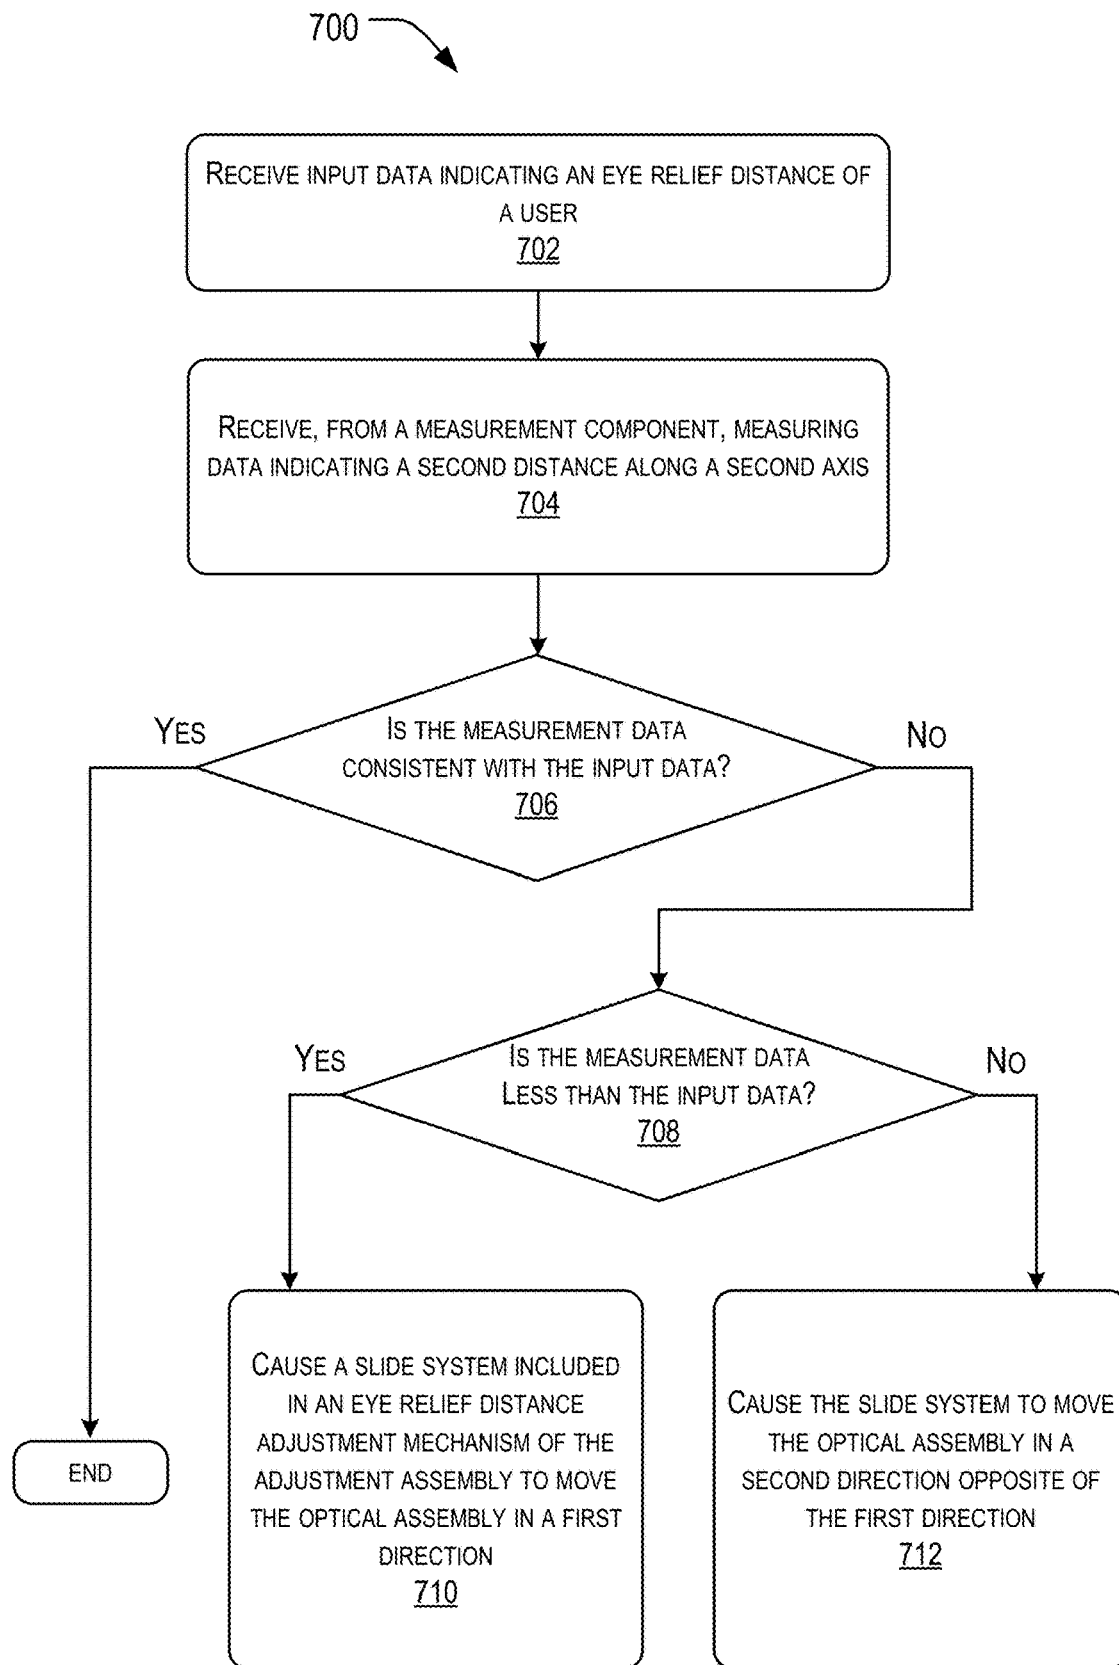 700
Receive input data indicating an eye relief distance of
a user
702
Receive, from a measurement component, measuring
data indicating a second distance along a second axis
704
Yes
Is the measurement data
consistent with the input data?
706
No
Yes
Is the measurement data
Less than the input data?
708
No
Cause a slide system included
in an eye relief distance
adjustment mechanism of the
adjustment assembly to move
the optical assembly in a first
direction
710
Cause the slide system to move
the optical assembly in a
second direction opposite of
the first direction
712
end